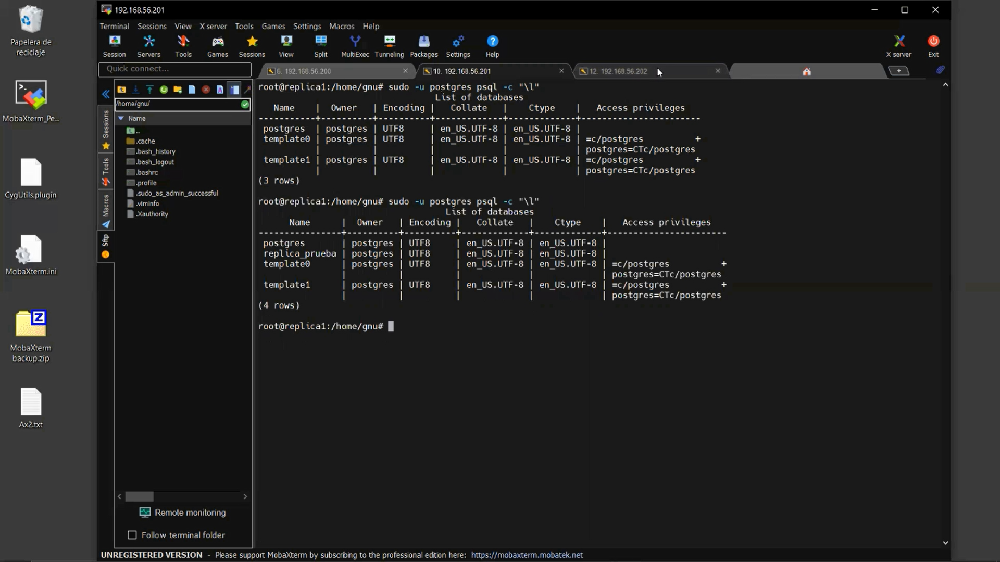 Papelera de
reciclaje
MobaXterm_Pe...
CygUtils.plugin
MobaXterm.ini
MobaXterm
backup.zip
Ax2.txt
192.168.56.201
Terminal Sessions View X server Tools Games Settings Macros Help
Session Servers Tools Games Sessions View Split MultiExec Tunneling Packages Settings Help X server Exit
Quick connect...
6. 192.168.56.200 10. 192.168.56.201 12. 192.168.56.202
/home/gnu/
Name
..
.cache
.bash_history
.bash_logout
.bashrc
.profile
.sudo_as_admin_successful
.viminfo
.Xauthority
Sessions
Tools
Macros
Sftp
Remote monitoring
Follow terminal folder
root@replica1:/home/gnu# sudo -u postgres psql -c "\l"
List of databases
Name | Owner | Encoding | Collate | Ctype | Access privileges
-----------+----------+----------+-------------+-------------+-----------------------
postgres | postgres | UTF8 | en_US.UTF-8 | en_US.UTF-8 |
template0 | postgres | UTF8 | en_US.UTF-8 | en_US.UTF-8 | =c/postgres +
| | | | | postgres=CTc/postgres
template1 | postgres | UTF8 | en_US.UTF-8 | en_US.UTF-8 | =c/postgres +
| | | | | postgres=CTc/postgres
(3 rows)
root@replica1:/home/gnu# sudo -u postgres psql -c "\l"
List of databases
Name | Owner | Encoding | Collate | Ctype | Access privileges
----------------+----------+----------+-------------+-------------+-----------------------
postgres | postgres | UTF8 | en_US.UTF-8 | en_US.UTF-8 |
replica_prueba | postgres | UTF8 | en_US.UTF-8 | en_US.UTF-8 |
template0 | postgres | UTF8 | en_US.UTF-8 | en_US.UTF-8 | =c/postgres +
| | | | | postgres=CTc/postgres
template1 | postgres | UTF8 | en_US.UTF-8 | en_US.UTF-8 | =c/postgres +
| | | | | postgres=CTc/postgres
(4 rows)
root@replica1:/home/gnu#
UNREGISTERED VERSION - Please support MobaXterm by subscribing to the professional edition here: https://mobaxterm.mobatek.net